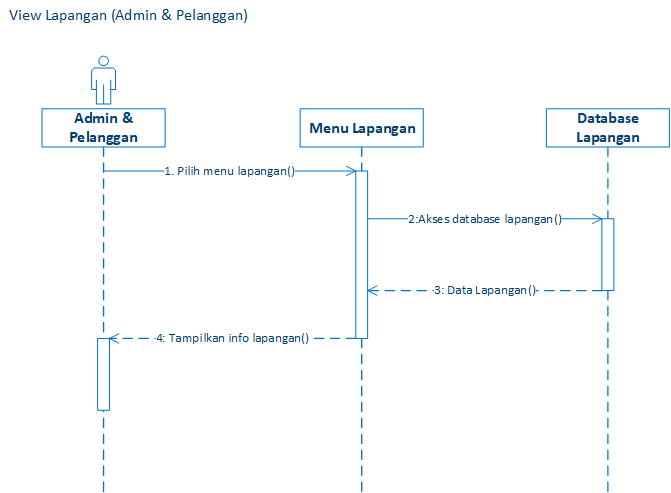 View Lapangan (Admin & Pelanggan)
Admin &
Pelanggan
Menu Lapangan
Database
Lapangan
1. Pilih menu lapangan()
2:Akses database lapangan()
3: Data Lapangan()
4: Tampilkan info lapangan()